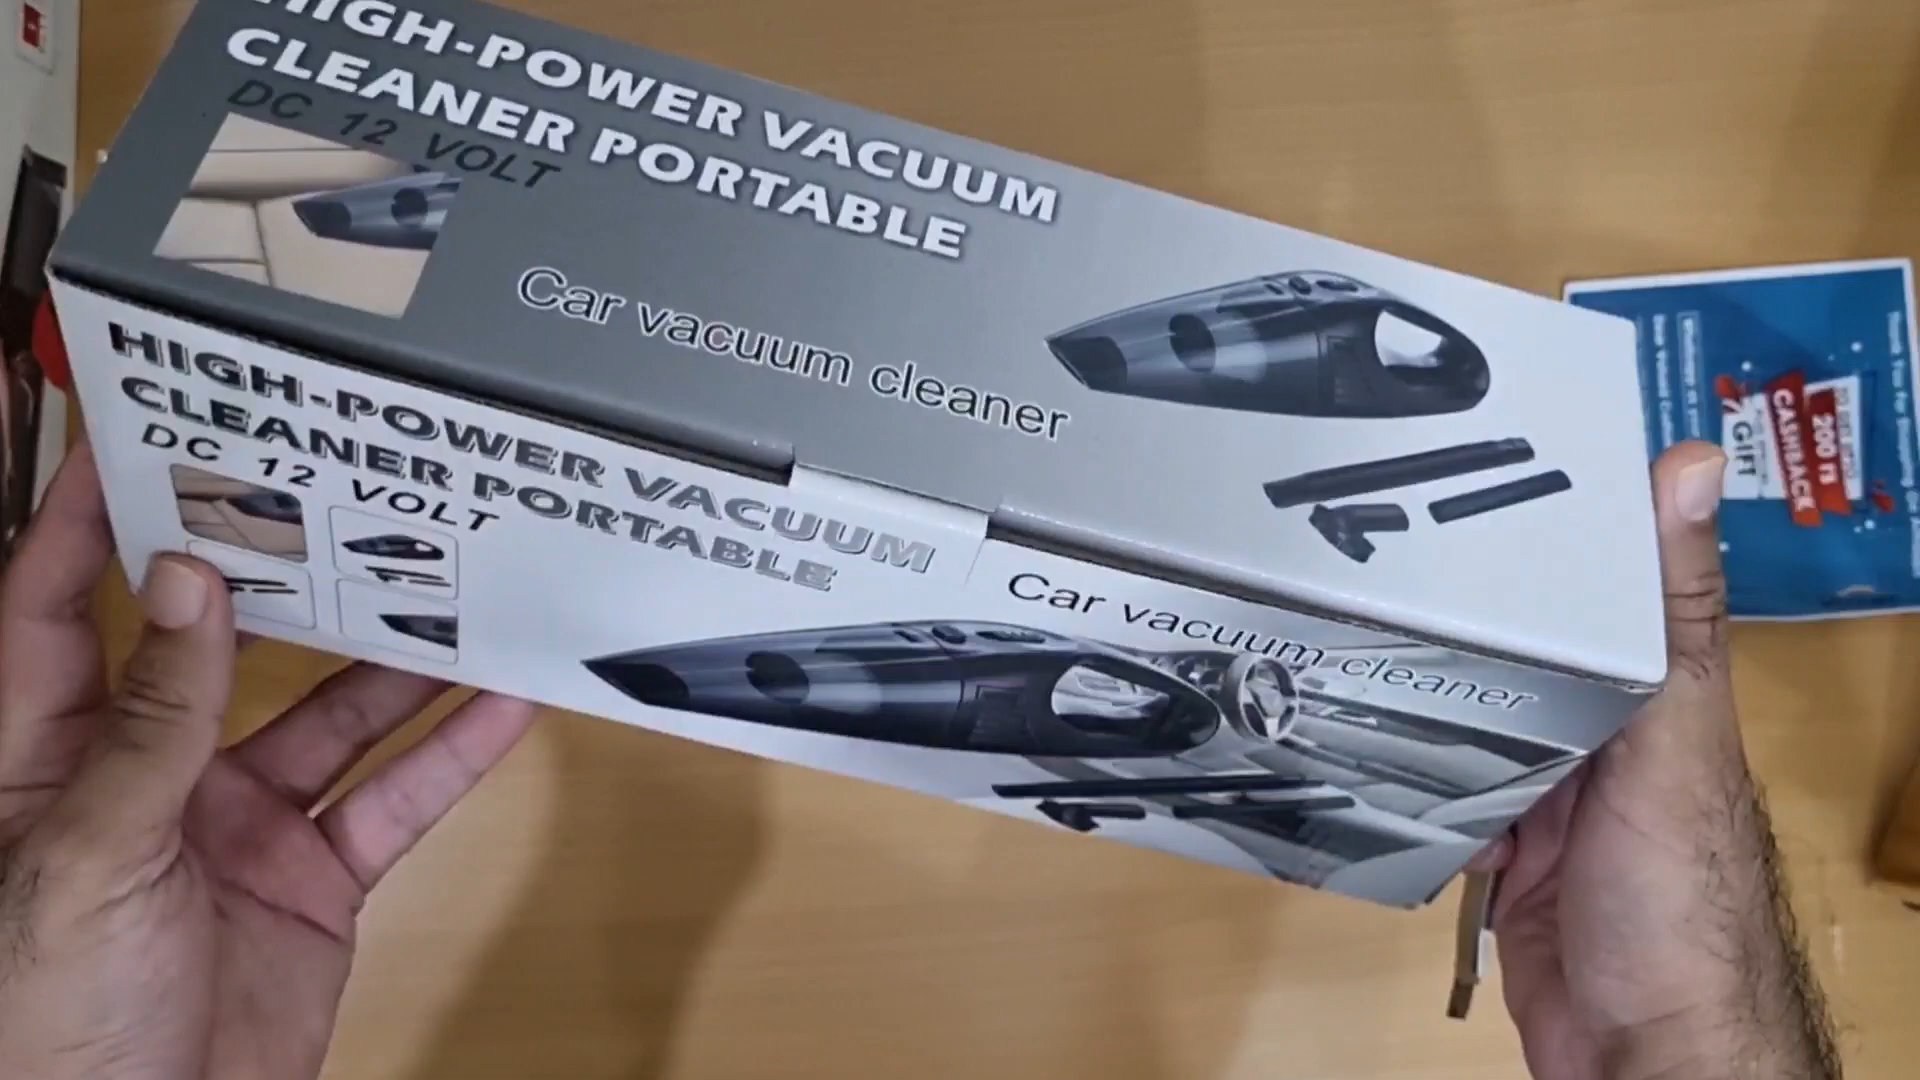 HIGH-POWER VACUUM
CLEANER PORTABLE
DC 12 VOLT
Car vacuum cleaner
HIGH-POWER VACUUM
CLEANER PORTABLE
DC 12 VOLT
Car vacuum cleaner
GIFT
200 rs
CASHBACK